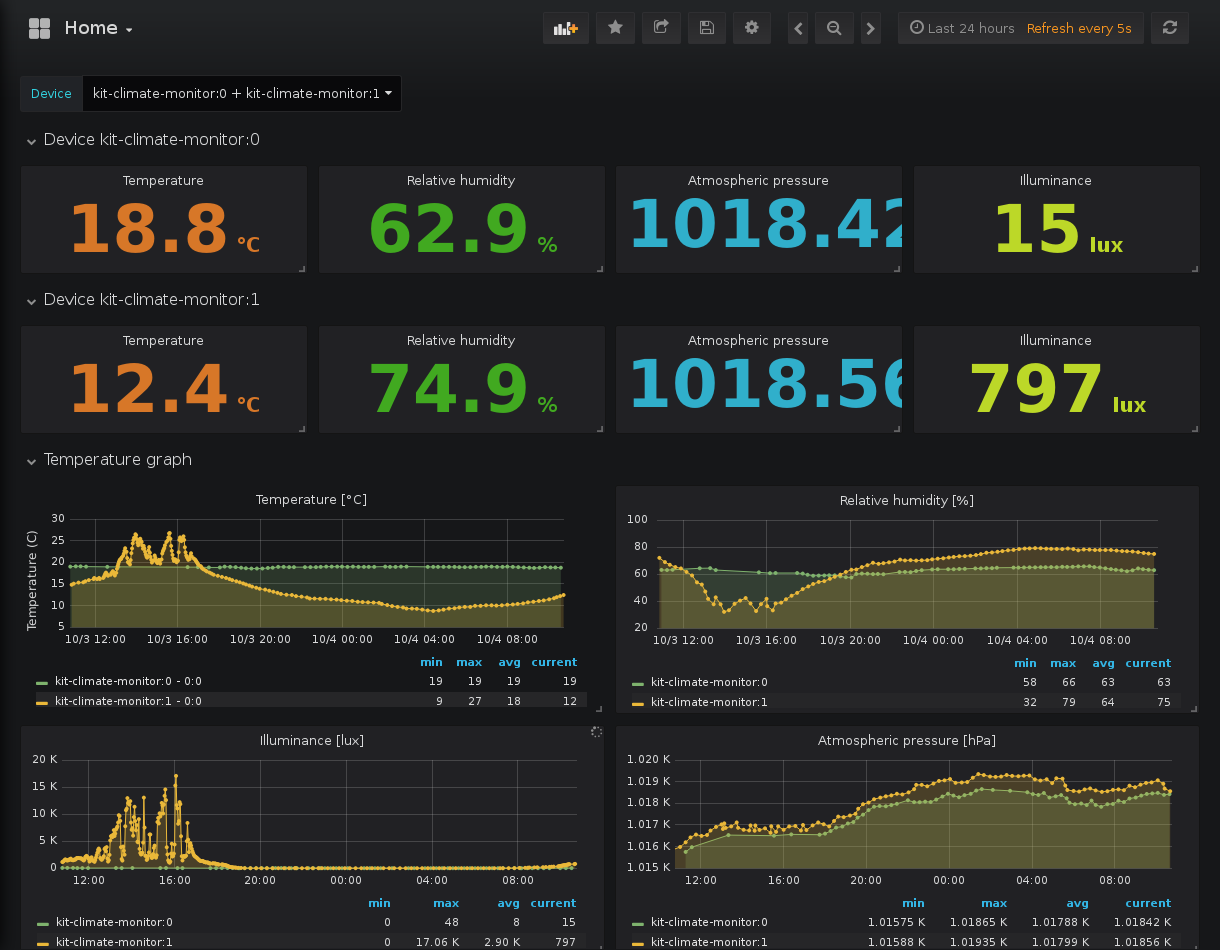 Home
Last 24 hours Refresh every 5s
Device kit-climate-monitor:0 + kit-climate-monitor:1
Device kit-climate-monitor:0
Temperature Relative humidity Atmospheric pressure Illuminance
18.8 °C 62.9 % 1018.42 15 lux
Device kit-climate-monitor:1
Temperature Relative humidity Atmospheric pressure Illuminance
12.4 °C 74.9 % 1018.56 797 lux
Temperature graph
Temperature [°C]
Temperature (C)
30
25
20
15
10
5
10/3 12:00 10/3 16:00 10/3 20:00 10/4 00:00 10/4 04:00 10/4 08:00
min max avg current
kit-climate-monitor:0 - 0:0 19 19 19 19
kit-climate-monitor:1 - 0:0 9 27 18 12
Relative humidity [%]
100
80
60
40
20
10/3 12:00 10/3 16:00 10/3 20:00 10/4 00:00 10/4 04:00 10/4 08:00
min max avg current
kit-climate-monitor:0 58 66 63 63
kit-climate-monitor:1 32 79 64 75
Illuminance [lux]
20 K
15 K
10 K
5 K
0
12:00 16:00 20:00 00:00 04:00 08:00
min max avg current
kit-climate-monitor:0 0 48 8 15
kit-climate-monitor:1 0 17.06 K 2.90 K 797
Atmospheric pressure [hPa]
1.020 K
1.019 K
1.018 K
1.017 K
1.016 K
1.015 K
12:00 16:00 20:00 00:00 04:00 08:00
min max avg current
kit-climate-monitor:0 1.01575 K 1.01865 K 1.01788 K 1.01842 K
kit-climate-monitor:1 1.01588 K 1.01935 K 1.01799 K 1.01856 K